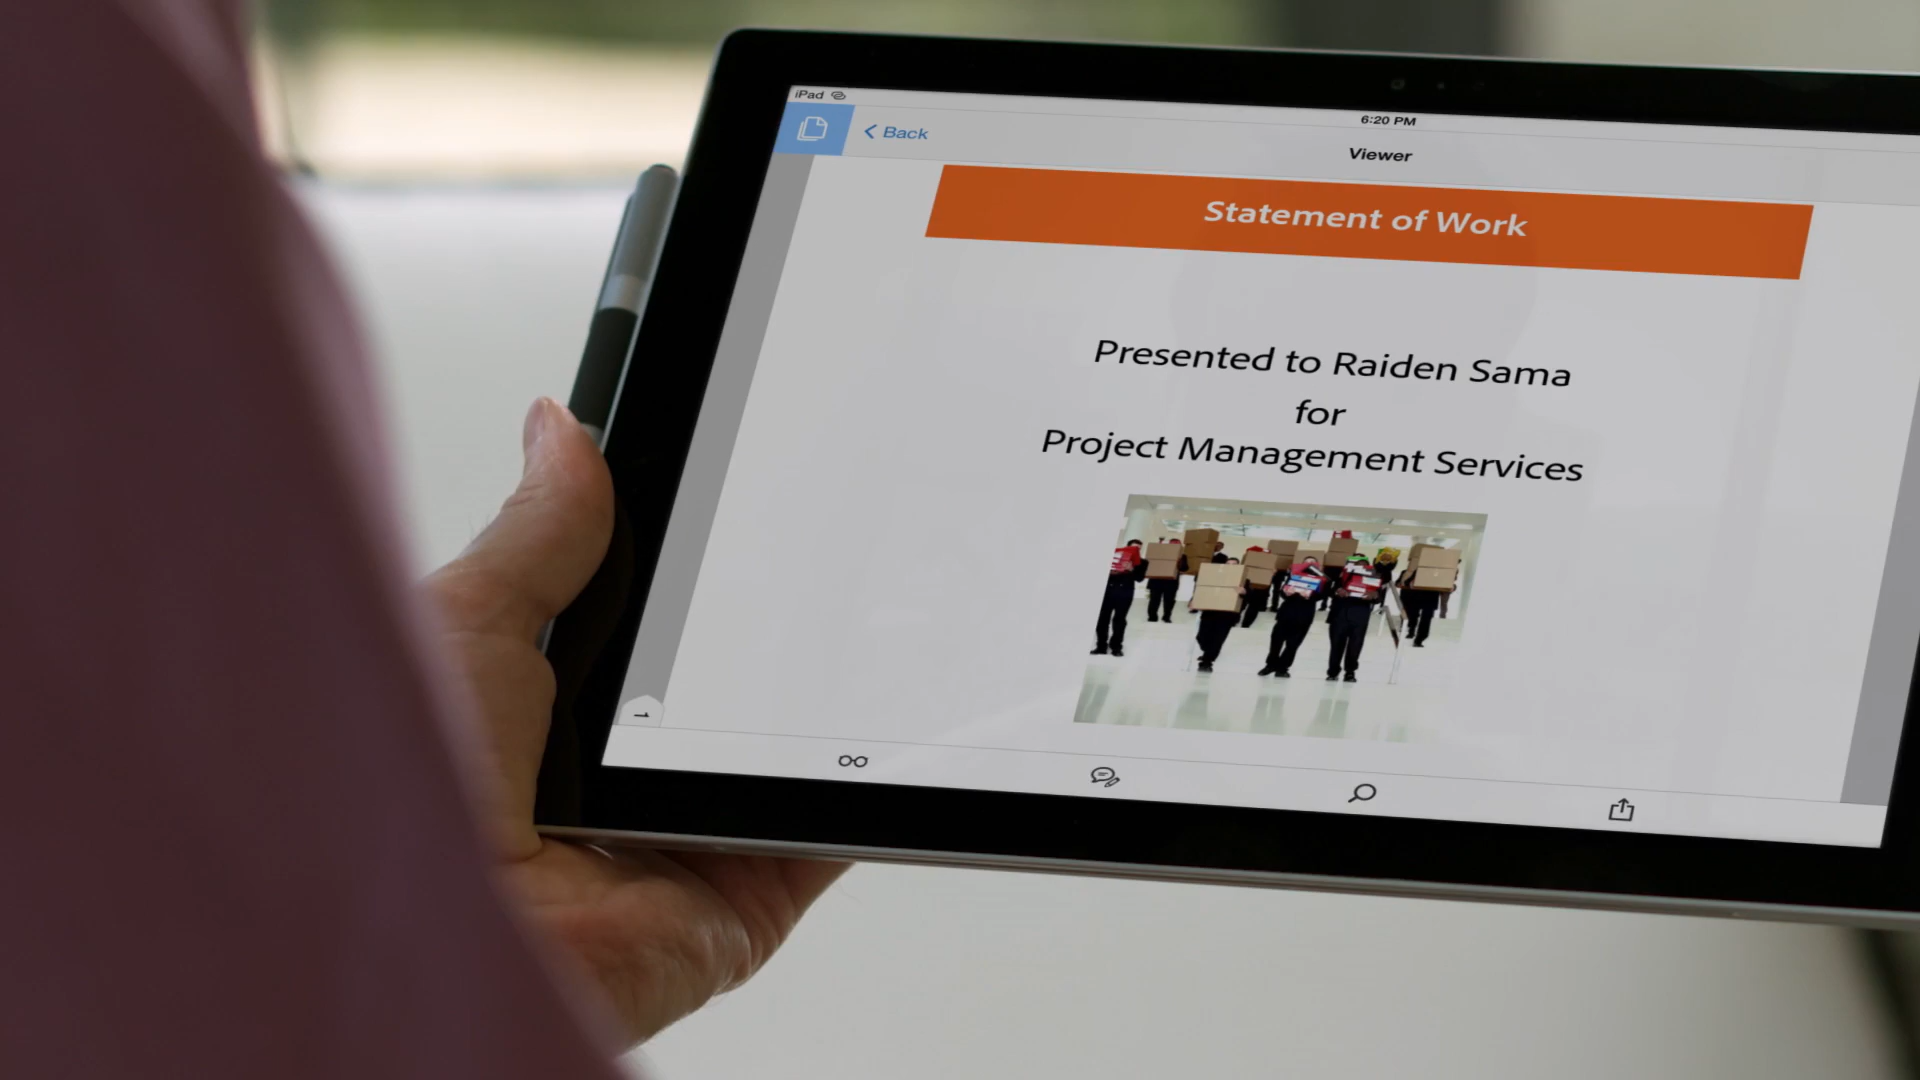 iPad
6:20 PM
Back
Viewer
Statement of Work
Presented to Raiden Sama
for
Project Management Services
1